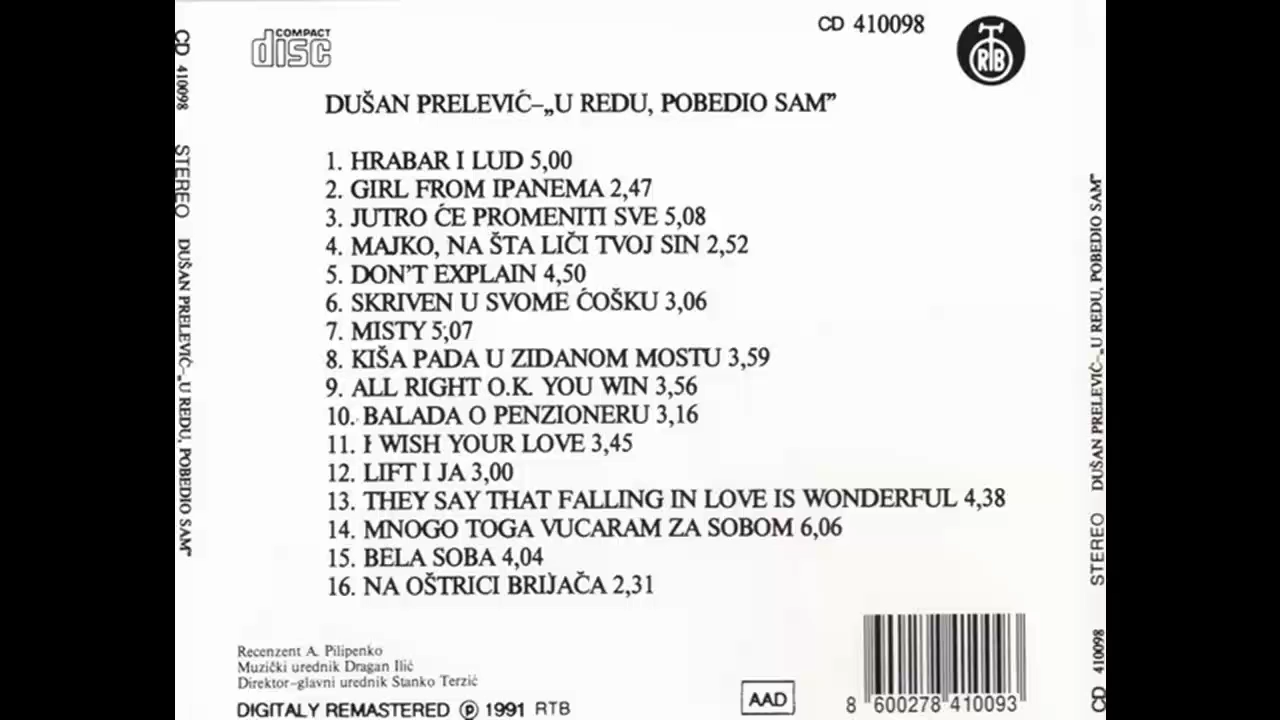 CD 410098 STEREO DUŠAN PRELEVIĆ–„U REDU, POBEDIO SAM”
COMPACT
disc
CD 410098
RTB
DUŠAN PRELEVIĆ–„U REDU, POBEDIO SAM”
1. HRABAR I LUD 5,00
2. GIRL FROM IPANEMA 2,47
3. JUTRO ĆE PROMENITI SVE 5,08
4. MAJKO, NA ŠTA LIČI TVOJ SIN 2,52
5. DON'T EXPLAIN 4,50
6. SKRIVEN U SVOME ĆOŠKU 3,06
7. MISTY 5;07
8. KIŠA PADA U ZIDANOM MOSTU 3,59
9. ALL RIGHT O.K. YOU WIN 3,56
10. BALADA O PENZIONERU 3,16
11. I WISH YOUR LOVE 3,45
12. LIFT I JA 3,00
13. THEY SAY THAT FALLING IN LOVE IS WONDERFUL 4,38
14. MNOGO TOGA VUCARAM ZA SOBOM 6,06
15. BELA SOBA 4,04
16. NA OŠTRICI BRIJAČA 2,31
Recenzent A. Pilipenko
Muzički urednik Dragan Ilić
Direktor–glavni urednik Stanko Terzić
DIGITALY REMASTERED ℗ 1991 RTB
AAD
8 600278 410093
CD 410098 STEREO DUŠAN PRELEVIĆ–„U REDU, POBEDIO SAM”